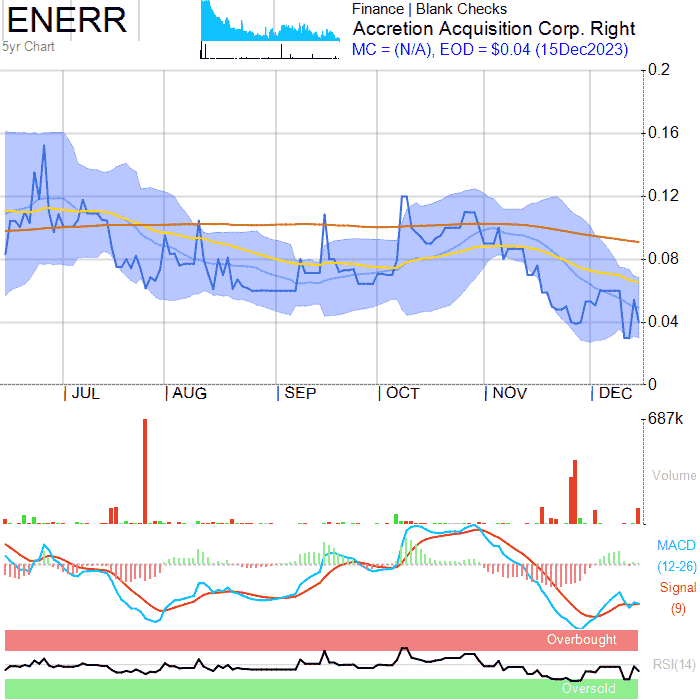 ENERR
5yr Chart
Finance | Blank Checks
Accretion Acquisition Corp. Right
MC = (N/A), EOD = $0.04 (15Dec2023)
0.2
0.16
0.12
0.08
0.04
0
JUL
AUG
SEP
OCT
NOV
DEC
687k
Volume
MACD
(12-26)
Signal
(9)
Overbought
RSI(14)
Oversold